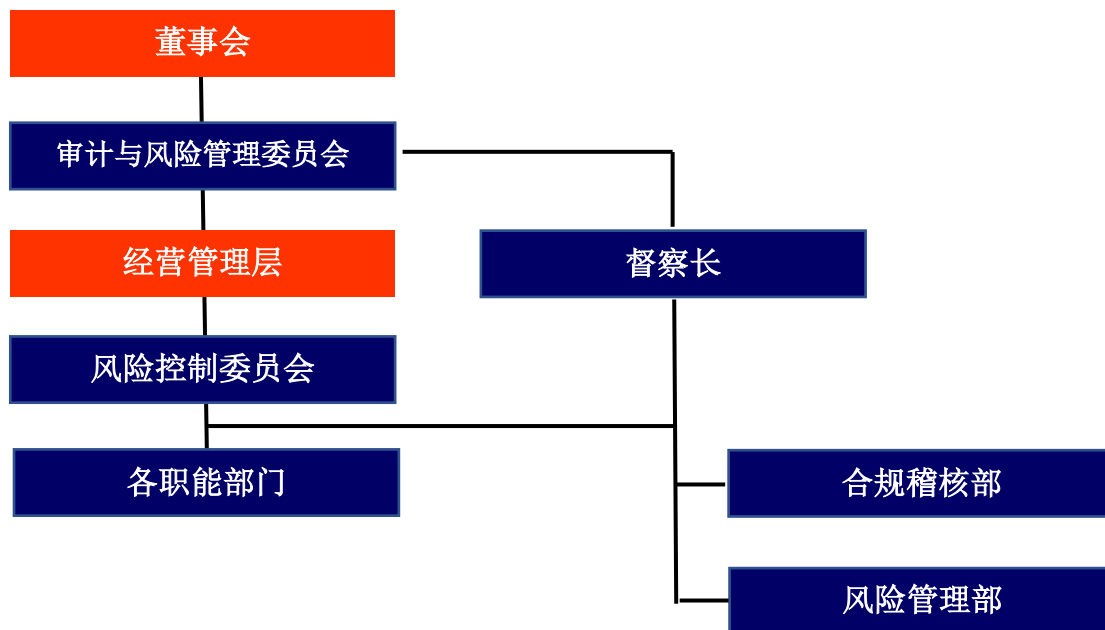 董事会
审计与风险管理委员会
经营管理层
督察长
风险控制委员会
各职能部门
合规稽核部
风险管理部